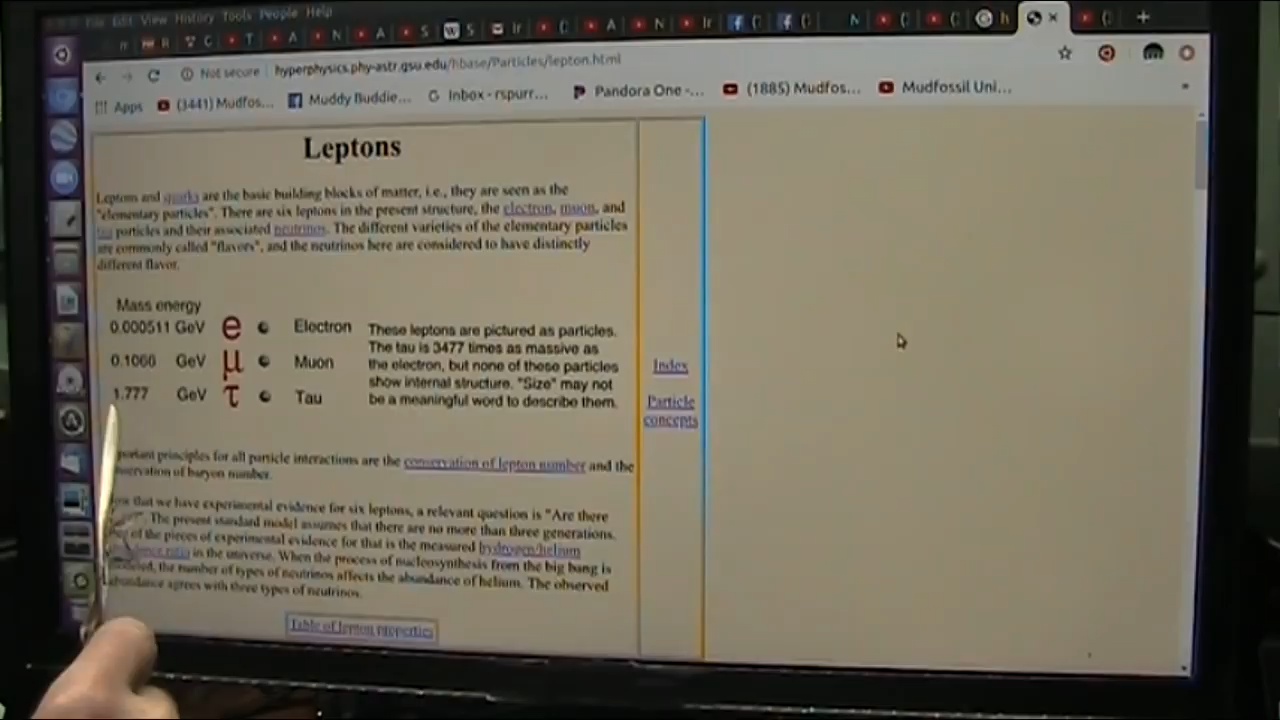 File Edit View History Tools People Help
Not secure | hyperphysics.phy-astr.gsu.edu/hbase/Particles/lepton.html
Apps (3441) Mudfos... Muddy Buddie... Inbox - rspurr... Pandora One -... (1885) Mudfos... Mudfossil Uni...
Leptons
Leptons and quarks are the basic building blocks of matter, i.e., they are seen as the
"elementary particles". There are six leptons in the present structure, the electron, muon, and
tau particles and their associated neutrinos. The different varieties of the elementary particles
are commonly called "flavors", and the neutrinos here are considered to have distinctly
different flavor.
Mass energy
0.000511 GeV e Electron
0.1066 GeV μ Muon
1.777 GeV τ Tau
These leptons are pictured as particles.
The tau is 3477 times as massive as
the electron, but none of these particles
show internal structure. "Size" may not
be a meaningful word to describe them.
Index
Particle
concepts
principles for all particle interactions are the conservation of lepton number and the
conservation of baryon number.
that we have experimental evidence for six leptons, a relevant question is "Are there
The present standard model assumes that there are no more than three generations.
of the pieces of experimental evidence for that is the measured hydrogen/helium
ratio in the universe. When the process of nucleosynthesis from the big bang is
the number of types of neutrinos affects the abundance of helium. The observed
abundance agrees with three types of neutrinos.
Table of lepton properties